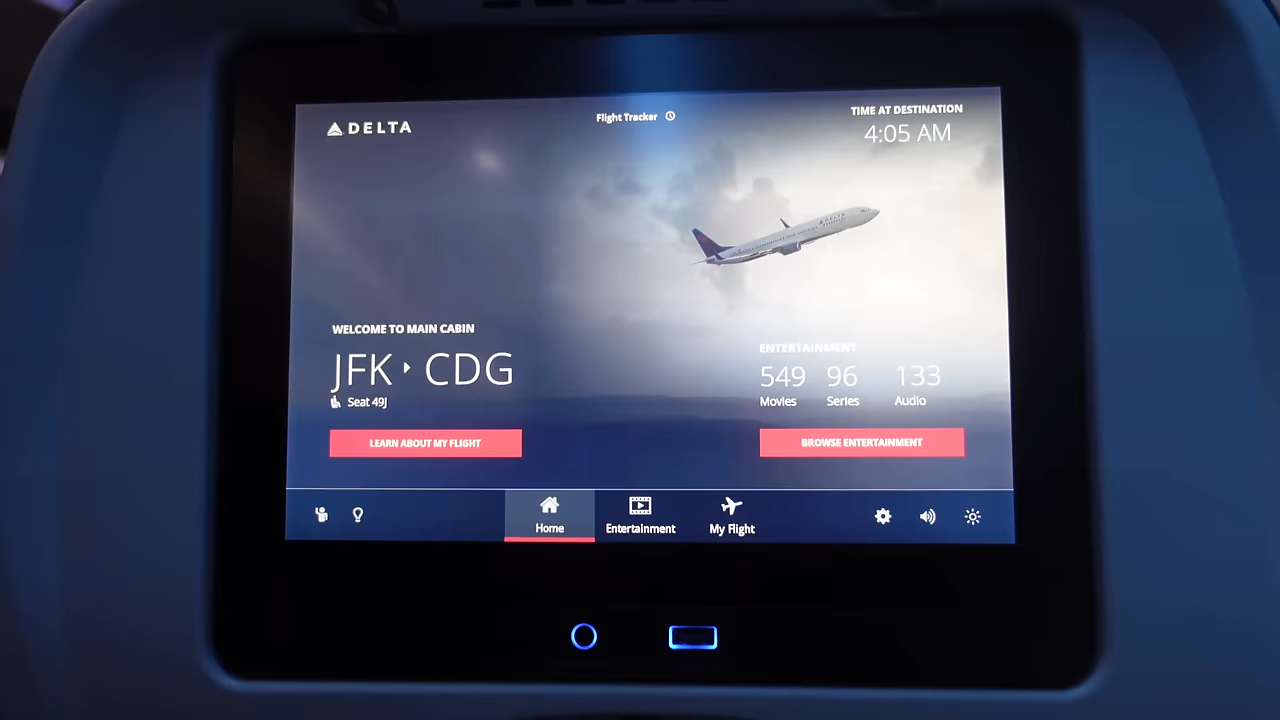 DELTA
Flight Tracker
TIME AT DESTINATION
4:05 AM
DELTA
WELCOME TO MAIN CABIN
JFK CDG
Seat 49J
LEARN ABOUT MY FLIGHT
ENTERTAINMENT
549 96 133
Movies Series Audio
BROWSE ENTERTAINMENT
Home Entertainment My Flight